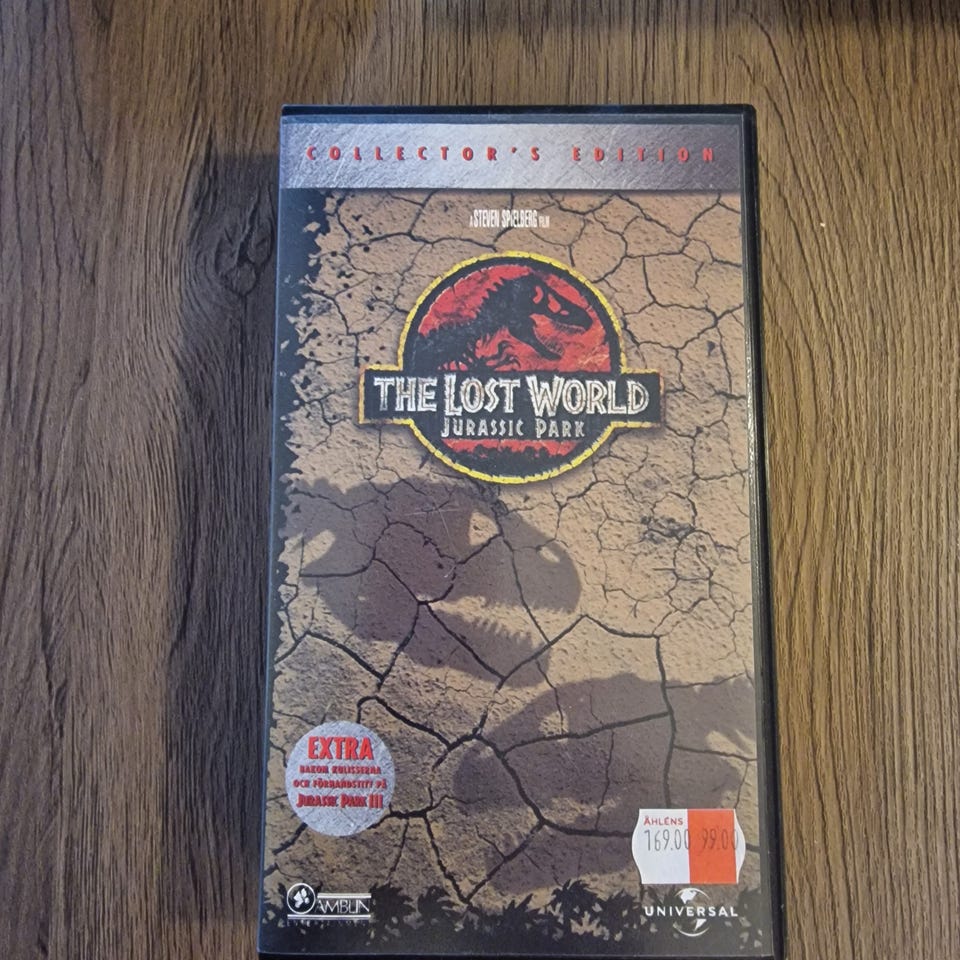 COLLECTOR'S EDITION
A STEVEN SPIELBERG FILM
THE LOST WORLD
JURASSIC PARK
EXTRA
BAKOM KULISSERNA
OCH FÖRHANDSTITT PÅ
JURASSIC PARK III
ÅHLÉNS
169.00 99.00
AMBLIN
UNIVERSAL